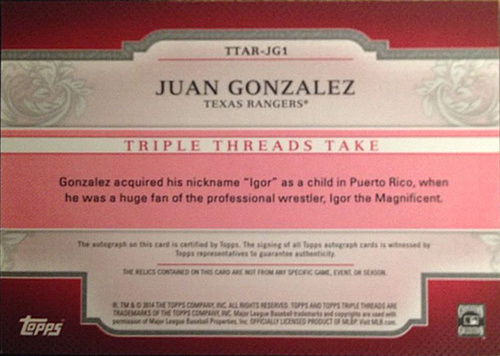 TTAR-JG1
JUAN GONZALEZ
TEXAS RANGERS®
TRIPLE THREADS TAKE
Gonzalez acquired his nickname "Igor" as a child in Puerto Rico, when
he was a huge fan of the professional wrestler, Igor the Magnificent.
The autograph on this card is certified by Topps. The signing of all Topps autograph cards is witnessed by
Topps representatives to guarantee authenticity.
THE RELICS CONTAINED ON THIS CARD ARE NOT FROM ANY SPECIFIC GAME, EVENT, OR SEASON.
®, TM & © 2014 THE TOPPS COMPANY, INC. ALL RIGHTS RESERVED. TOPPS AND TOPPS TRIPLE THREADS ARE
TRADEMARKS OF THE TOPPS COMPANY, INC. Major League Baseball trademarks and copyrights are used with
permission of Major League Baseball Properties, Inc. OFFICIALLY LICENSED PRODUCT OF MLBP Visit MLB.com.
Topps